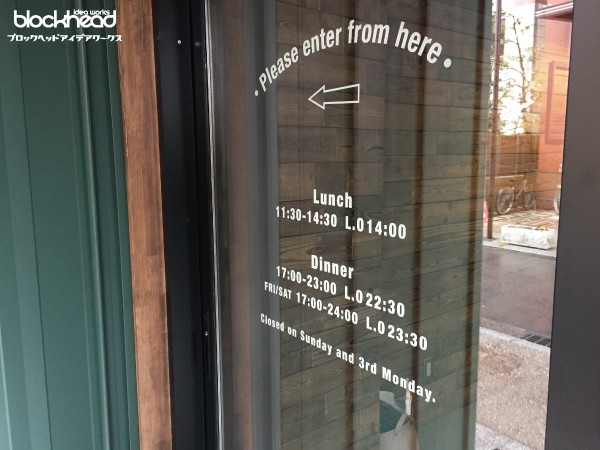 idea works
blockhead
ブロックヘッドアイデアワークス
• Please enter from here •
Lunch
11:30-14:30 L.O14:00
Dinner
17:00-23:00 L.O22:30
FRI/SAT 17:00-24:00 L.O23:30
Closed on Sunday and 3rd Monday.